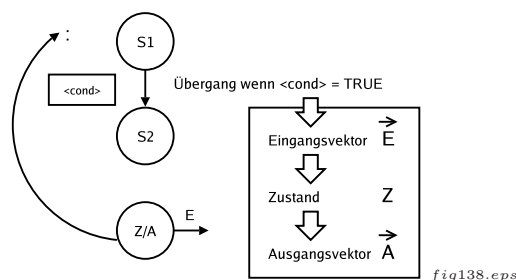 :
S1
<cond>
Übergang wenn <cond> = TRUE
S2
Eingangsvektor E
Zustand Z
Z/A
E
Ausgangsvektor A
fig138.eps